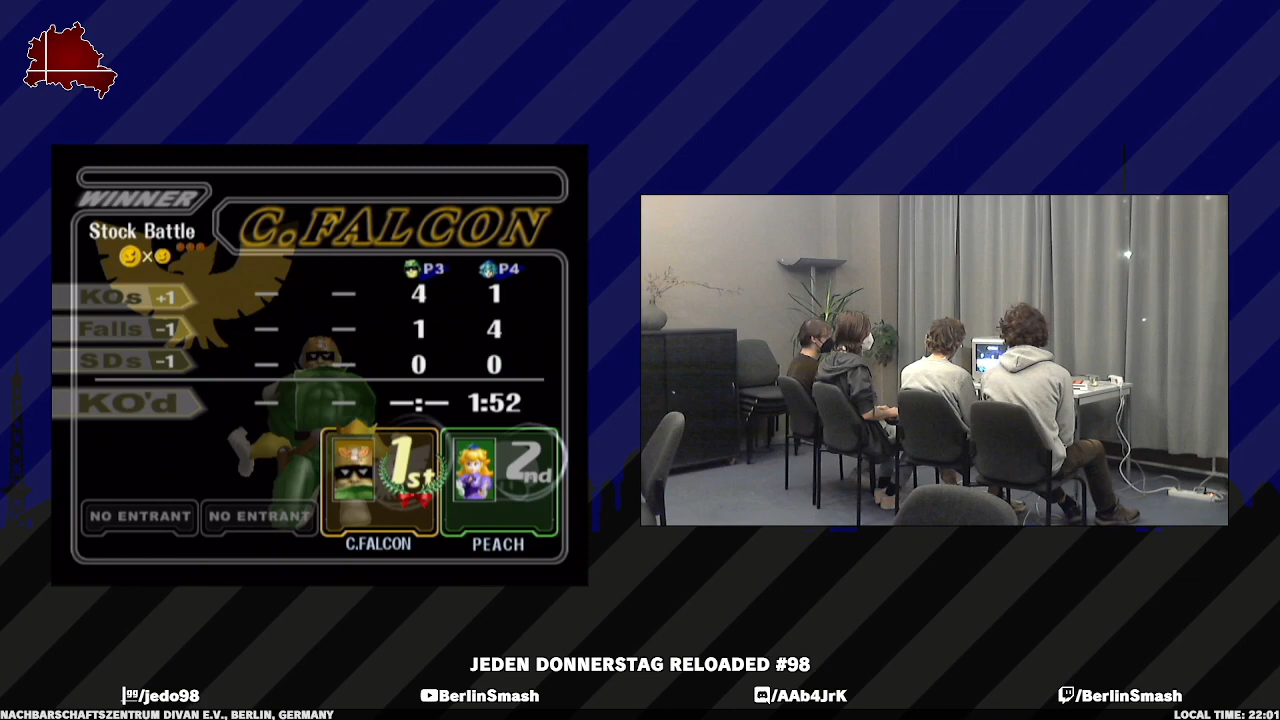 WINNER
C.FALCON
Stock Battle
×
P3 P4
KOs +1 — — 4 1
Falls -1 — — 1 4
SDs -1 — — 0 0
KO'd — — —:— 1:52
1st 2nd
NO ENTRANT NO ENTRANT
C.FALCON PEACH
JEDEN DONNERSTAG RELOADED #98
gg/jedo98 BerlinSmash /AAb4JrK /BerlinSmash
NACHBARSCHAFTSZENTRUM DIVAN E.V., BERLIN, GERMANY LOCAL TIME: 22:01